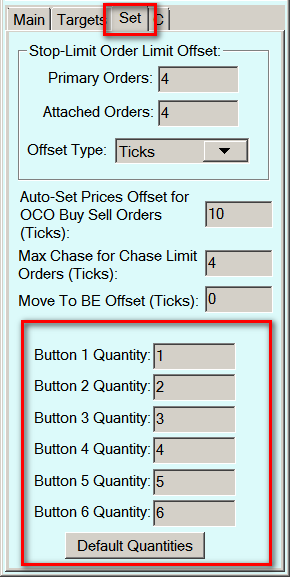 Main Targets Set C
Stop-Limit Order Limit Offset:
Primary Orders: 4
Attached Orders: 4
Offset Type: Ticks
Auto-Set Prices Offset for
OCO Buy Sell Orders
(Ticks):
10
Max Chase for Chase Limit
Orders (Ticks):
4
Move To BE Offset (Ticks): 0
Button 1 Quantity: 1
Button 2 Quantity: 2
Button 3 Quantity: 3
Button 4 Quantity: 4
Button 5 Quantity: 5
Button 6 Quantity: 6
Default Quantities